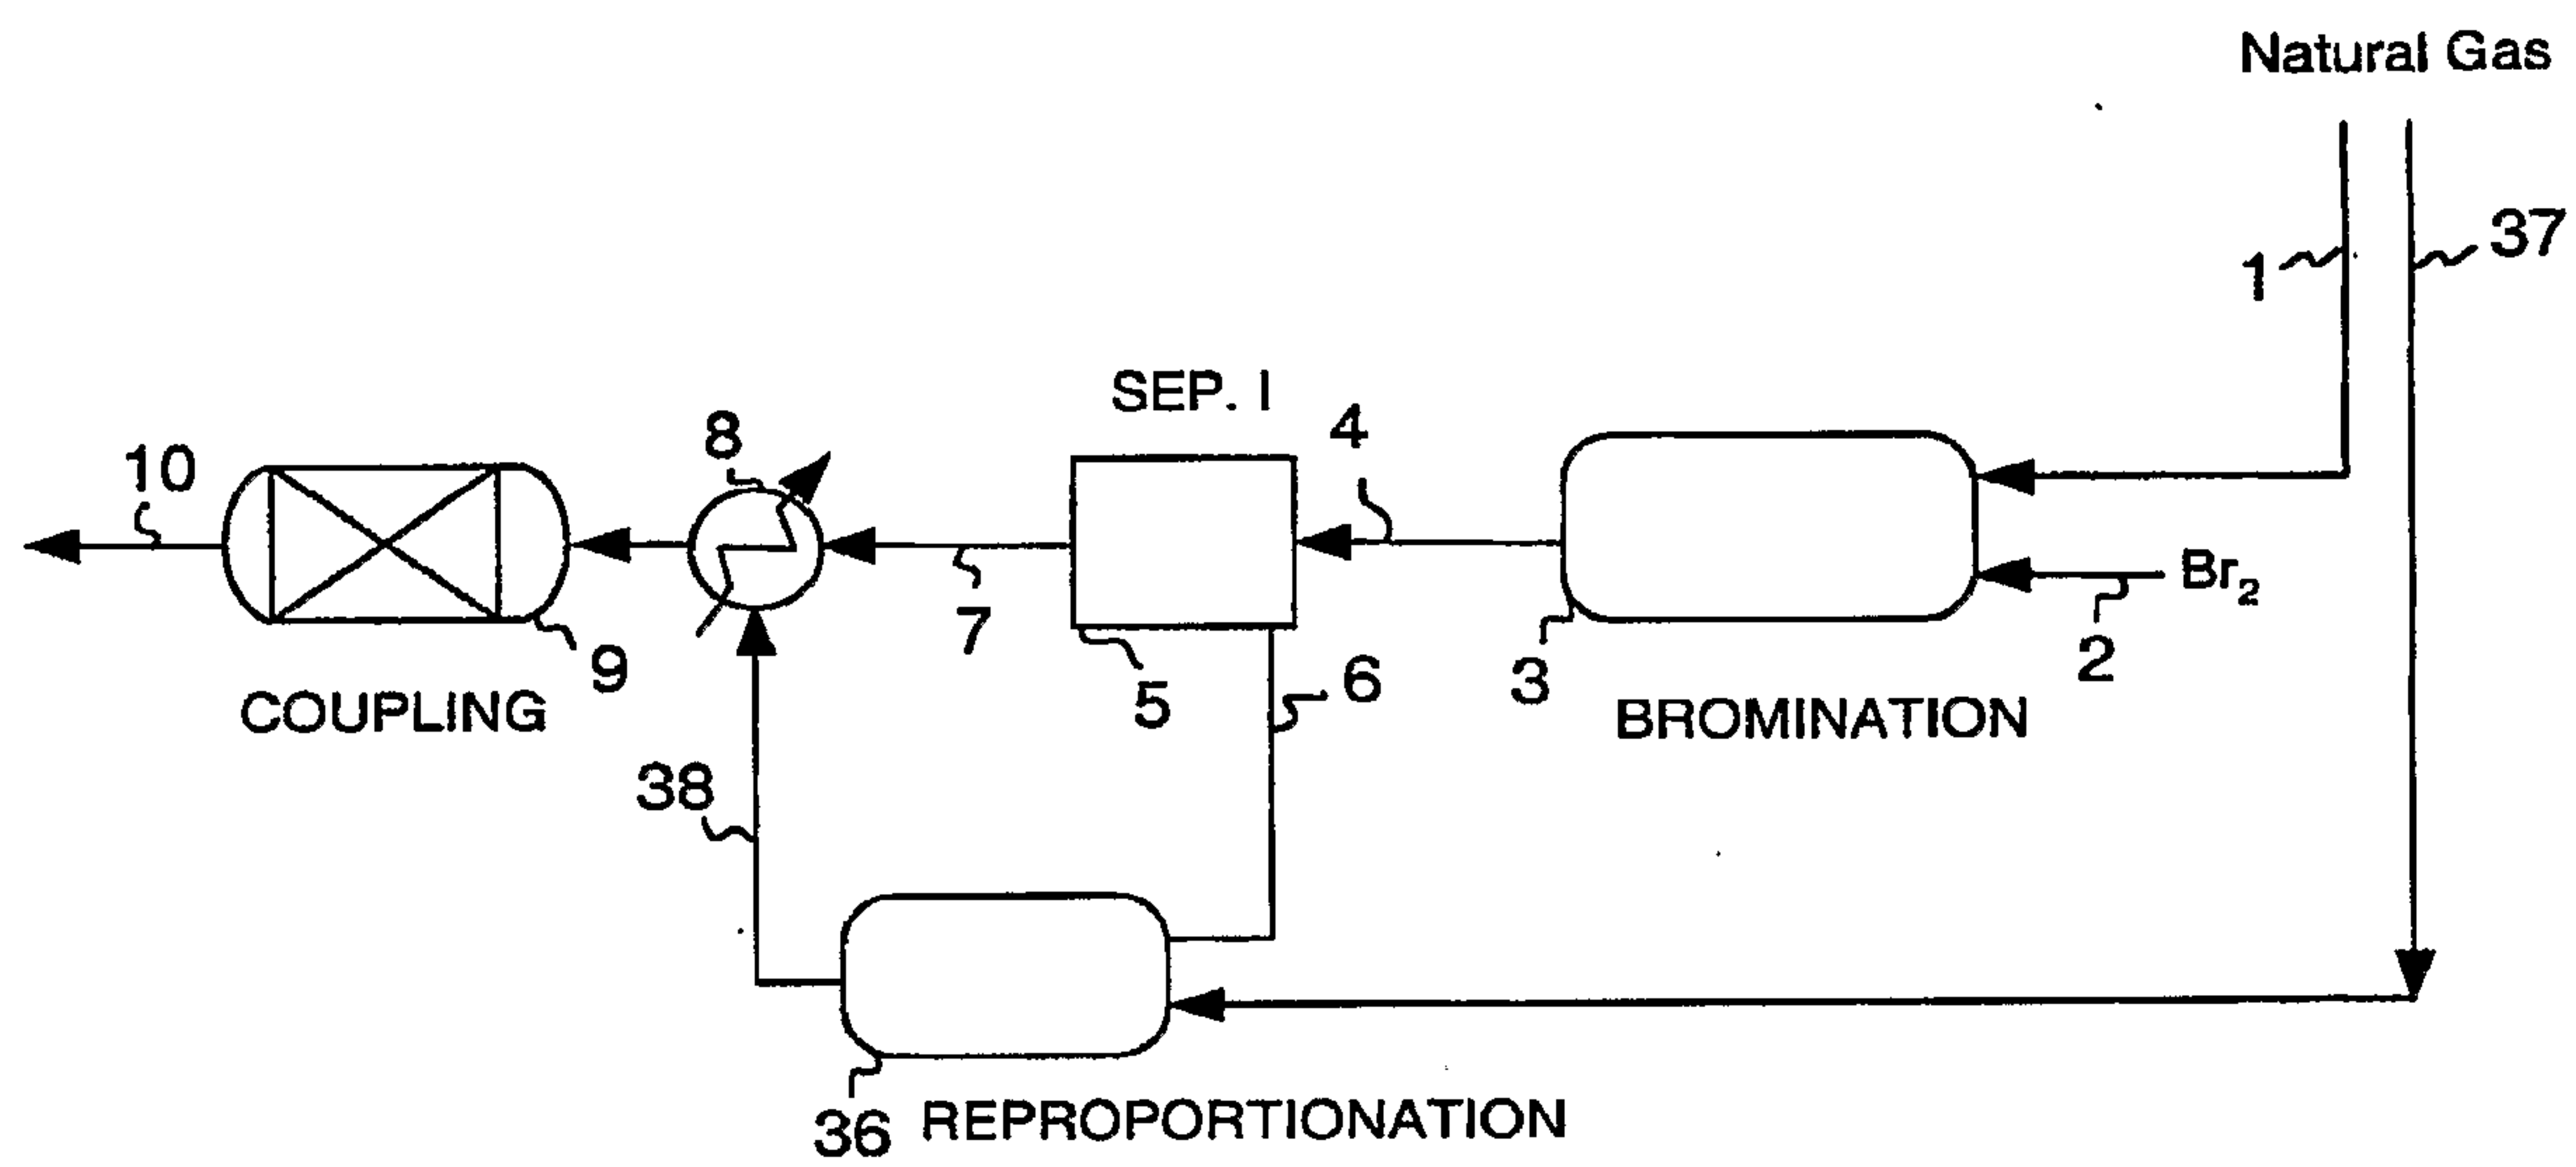 Natural Gas
1
37
SEP. I
4
8
10
Br₂
2
7
5
6
3
9
COUPLING
BROMINATION
38
36
REPROPORTIONATION